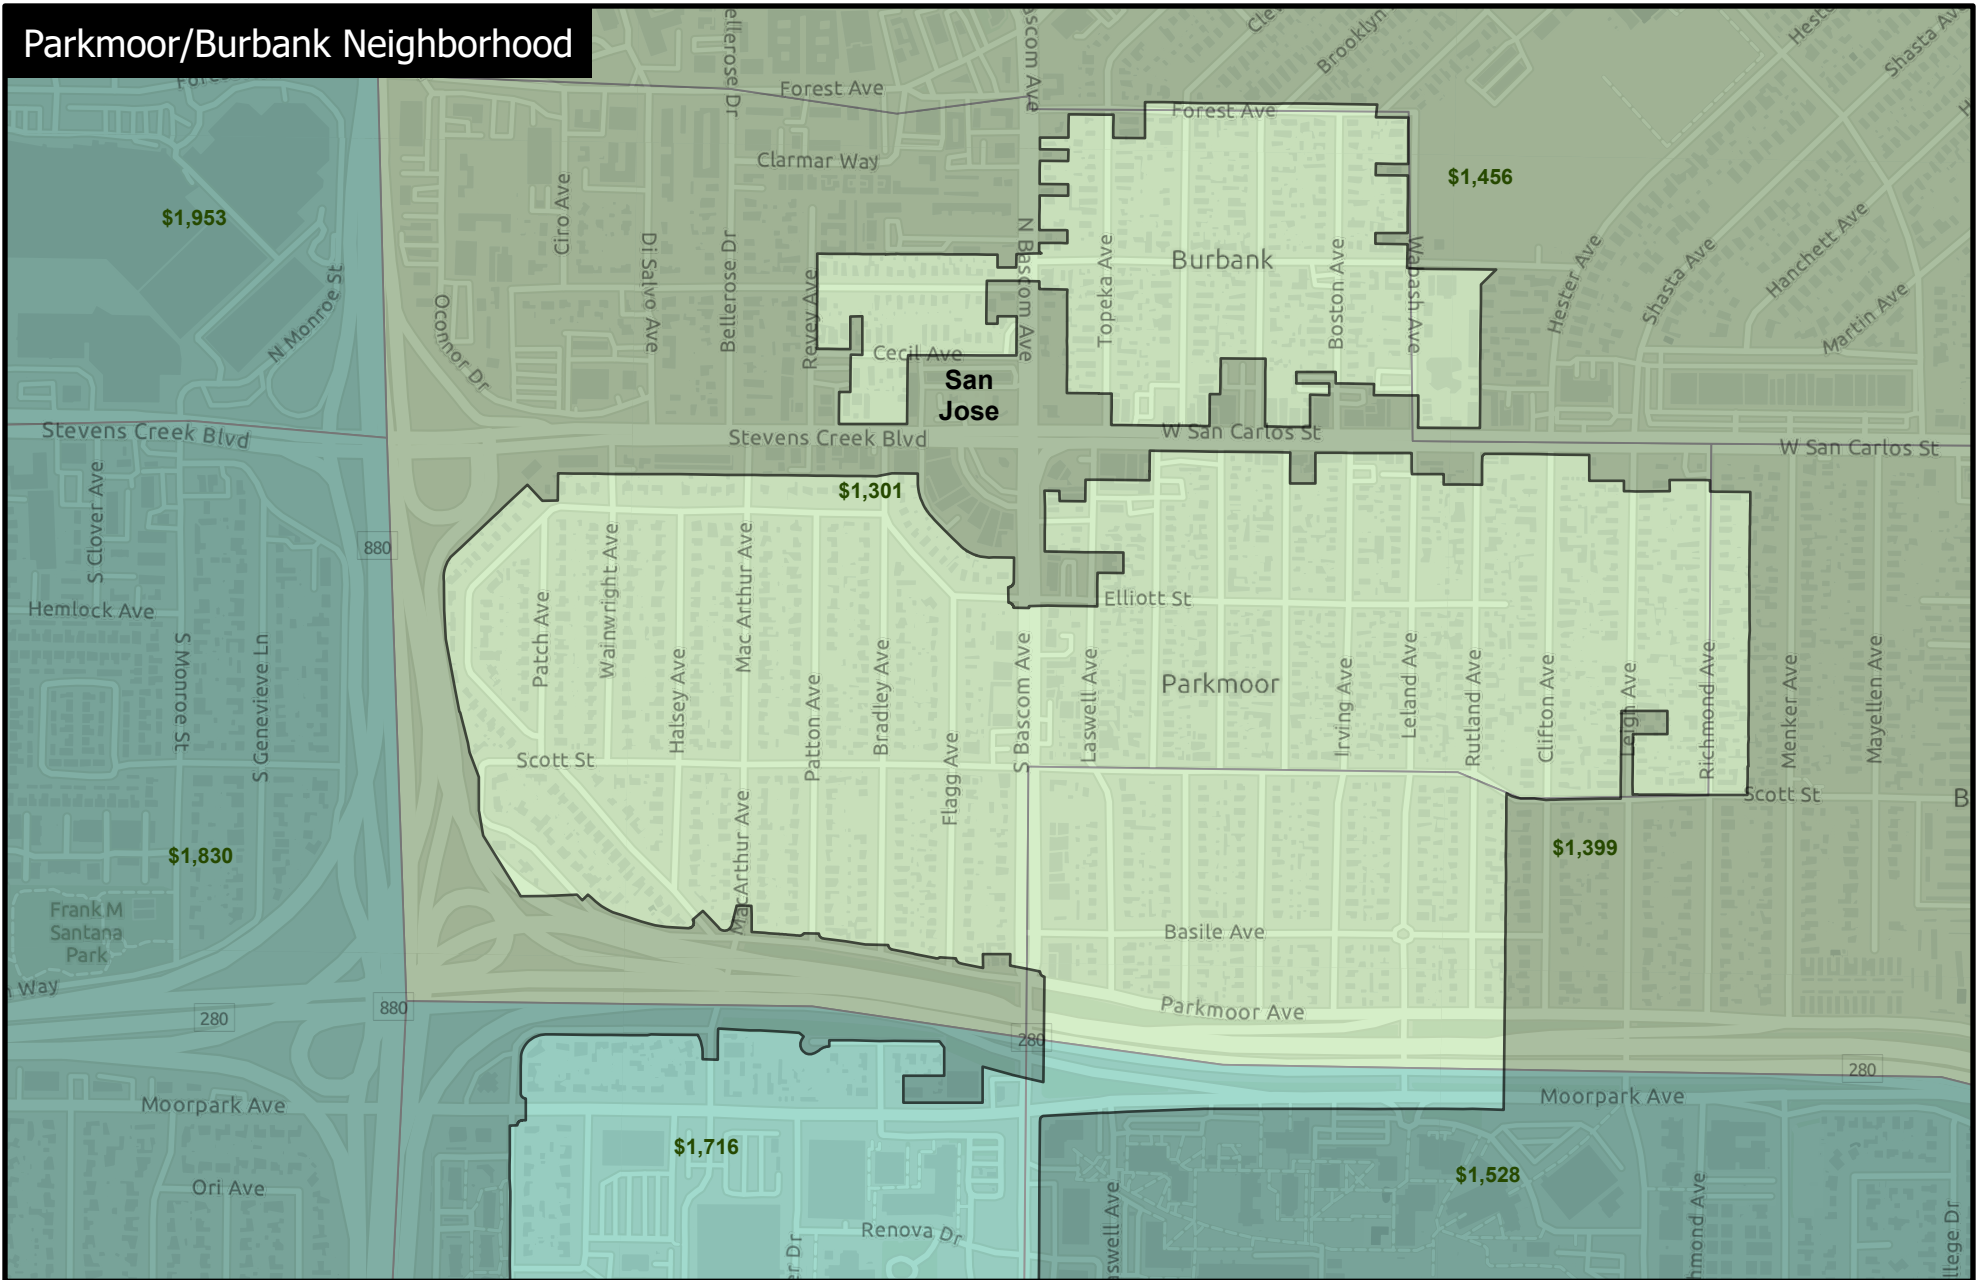 Parkmoor/Burbank Neighborhood
Forest Ave
Forest Ave
Clarmar Way
Ciro Ave
Di Salvo Ave
Bellerose Dr
Revey Ave
Cecil Ave
N Bascom Ave
Topeka Ave
Burbank
Boston Ave
Wabash Ave
$1,456
Hester Ave
Shasta Ave
Hanchett Ave
Martin Ave
Shasta Ave
$1,953
N Monroe St
Oconnor Dr
San
Jose
Stevens Creek Blvd
Stevens Creek Blvd
W San Carlos St
W San Carlos St
$1,301
S Clover Ave
880
Hemlock Ave
S Monroe St
S Genevieve Ln
Patch Ave
Wainwright Ave
Halsey Ave
Mac Arthur Ave
Patton Ave
Bradley Ave
Flagg Ave
S Bascom Ave
Laswell Ave
Elliott St
Parkmoor
Irving Ave
Leland Ave
Rutland Ave
Clifton Ave
Leigh Ave
Richmond Ave
Menker Ave
Mayellen Ave
Scott St
Scott St
B
$1,830
$1,399
MacArthur Ave
Frank M
Santana
Park
Way
Basile Ave
Parkmoor Ave
280
880
280
280
Moorpark Ave
Moorpark Ave
$1,716
$1,528
Ori Ave
Renova Dr